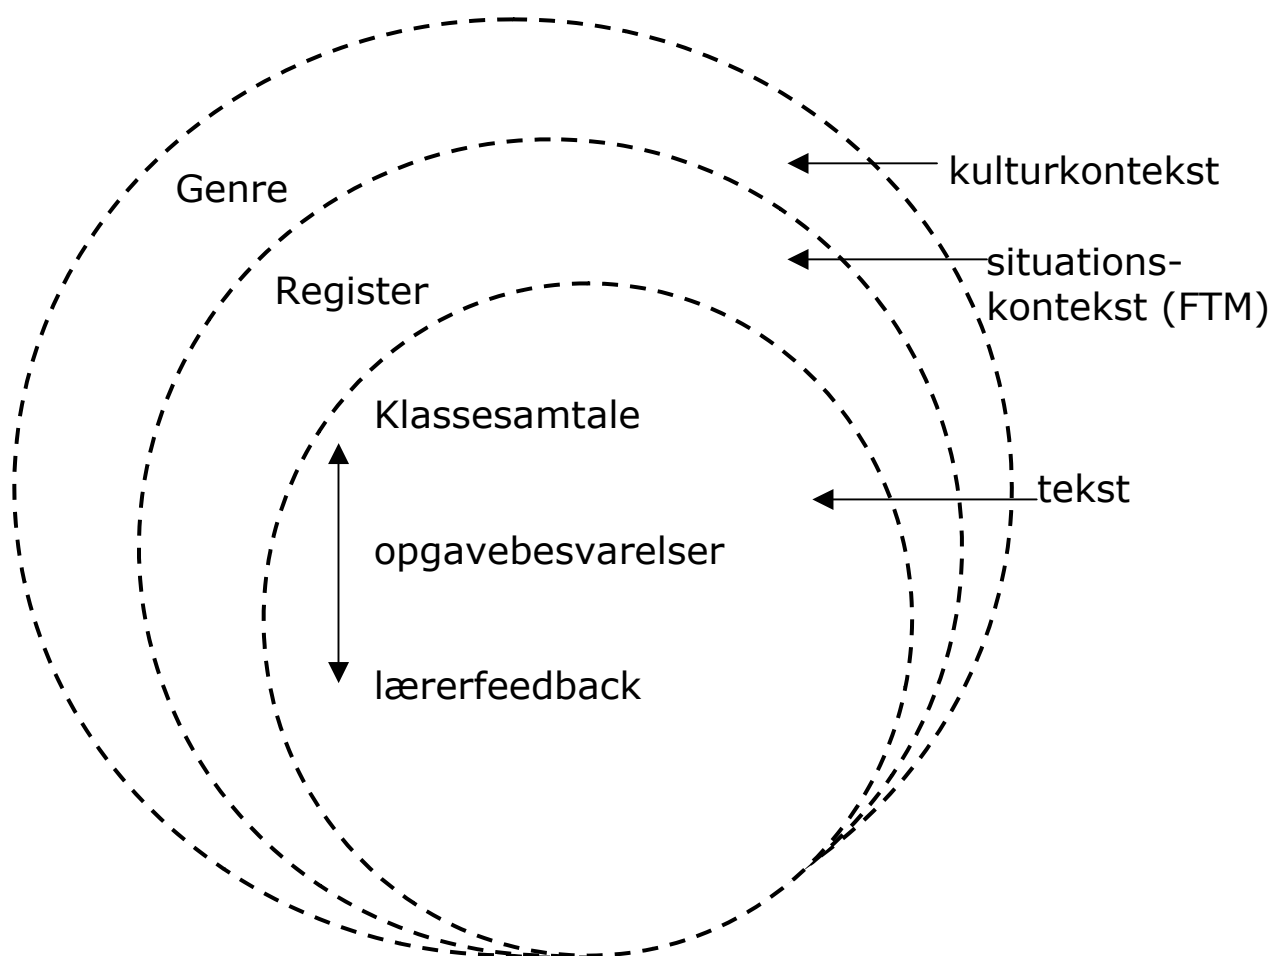 kulturkontekst
Genre
situations-
kontekst (FTM)
Register
Klassesamtale
tekst
opgavebesvarelser
lærerfeedback